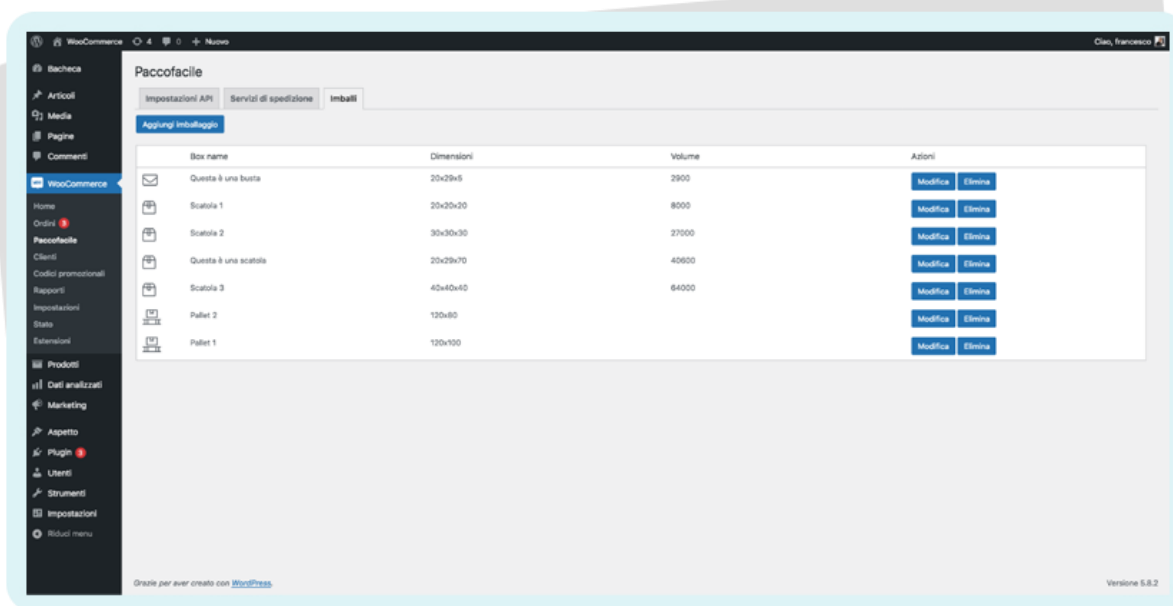 WooCommerce 4 0 + Nuovo Ciao, francesco
Bacheca
Articoli
Media
Pagine
Commenti
WooCommerce
Home
Ordini 3
Paccofacile
Clienti
Codici promozionali
Rapporti
Impostazioni
Stato
Estensioni
Prodotti
Dati analizzati
Marketing
Aspetto
Plugin 3
Utenti
Strumenti
Impostazioni
Riduci menu
Paccofacile
Impostazioni API Servizi di spedizione Imballi
Aggiungi imballaggio
Box name Dimensioni Volume Azioni
Questa è una busta 20x29x5 2900 Modifica Elimina
Scatola 1 20x20x20 8000 Modifica Elimina
Scatola 2 30x30x30 27000 Modifica Elimina
Questa è una scatola 20x29x70 40600 Modifica Elimina
Scatola 3 40x40x40 64000 Modifica Elimina
Pallet 2 120x80 Modifica Elimina
Pallet 1 120x100 Modifica Elimina
Grazie per aver creato con WordPress. Versione 5.8.2